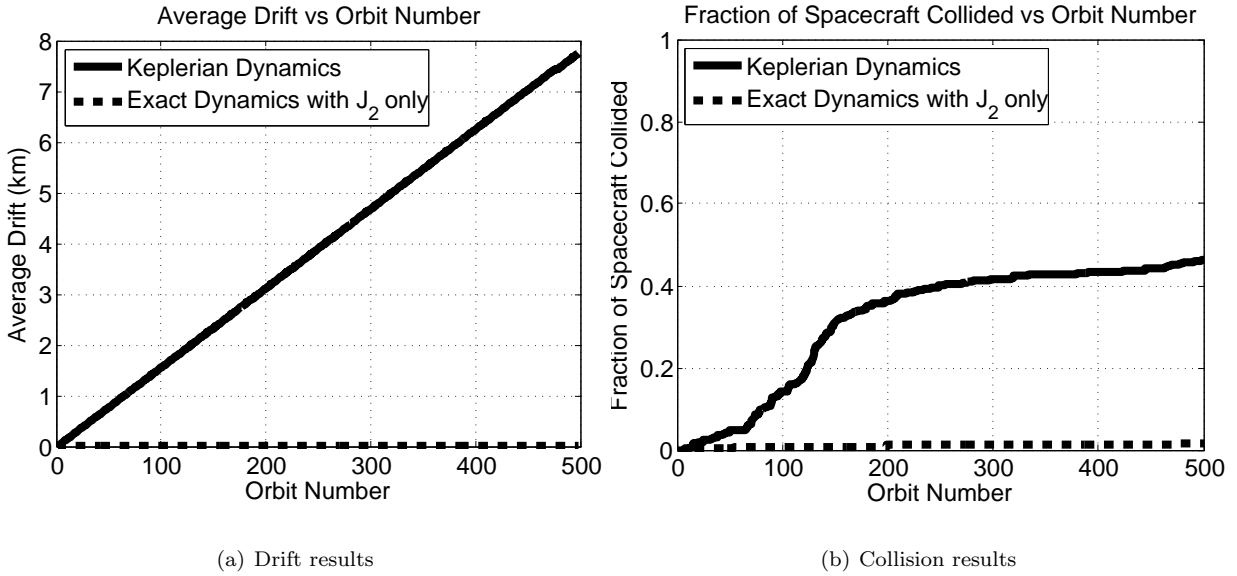 Average Drift vs Orbit Number
8
7
6
5
4
3
2
1
0
Average Drift (km)
Keplerian Dynamics
Exact Dynamics with J2 only
0 100 200 300 400 500
Orbit Number
(a) Drift results
Fraction of Spacecraft Collided vs Orbit Number
1
0.8
0.6
0.4
0.2
0
Fraction of Spacecraft Collided
Keplerian Dynamics
Exact Dynamics with J2 only
0 100 200 300 400 500
Orbit Number
(b) Collision results